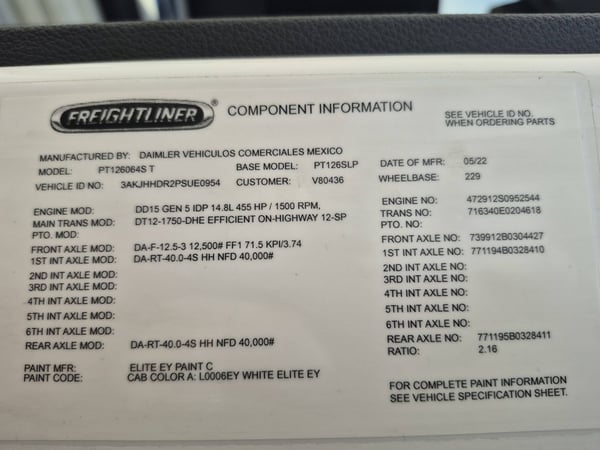 FREIGHTLINER ® COMPONENT INFORMATION
SEE VEHICLE ID NO.
WHEN ORDERING PARTS
MANUFACTURED BY: DAIMLER VEHICULOS COMERCIALES MEXICO
MODEL: PT126064S T BASE MODEL: PT126SLP DATE OF MFR: 05/22
VEHICLE ID NO: 3AKJHHDR2PSUE0954 CUSTOMER: V80436 WHEELBASE: 229
ENGINE MOD: DD15 GEN 5 IDP 14.8L 455 HP / 1500 RPM, ENGINE NO: 472912S0952544
MAIN TRANS MOD: DT12-1750-DHE EFFICIENT ON-HIGHWAY 12-SP TRANS NO: 716340E0204618
PTO. MOD: PTO. NO:
FRONT AXLE MOD: DA-F-12.5-3 12,500# FF1 71.5 KPI/3.74 FRONT AXLE NO: 739912B0304427
1ST INT AXLE MOD: DA-RT-40.0-4S HH NFD 40,000# 1ST INT AXLE NO: 771194B0328410
2ND INT AXLE MOD: 2ND INT AXLE NO:
3RD INT AXLE MOD: 3RD INT AXLE NO:
4TH INT AXLE MOD: 4TH INT AXLE NO:
5TH INT AXLE MOD: 5TH INT AXLE NO:
6TH INT AXLE MOD: 6TH INT AXLE NO:
REAR AXLE MOD: DA-RT-40.0-4S HH NFD 40,000# REAR AXLE NO: 771195B0328411
RATIO: 2.16
PAINT MFR: ELITE EY PAINT C
PAINT CODE: CAB COLOR A: L0006EY WHITE ELITE EY
FOR COMPLETE PAINT INFORMATION
SEE VEHICLE SPECIFICATION SHEET.